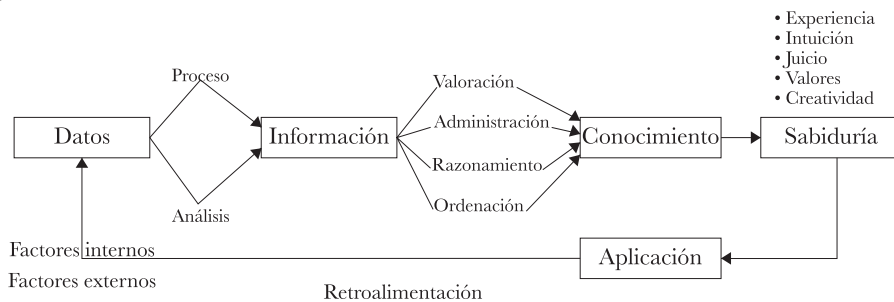 • Experiencia
• Intuición
• Juicio
• Valores
• Creatividad
Proceso
Valoración
Datos
Información
Administración
Conocimiento
Sabiduría
Razonamiento
Análisis
Ordenación
Factores internos
Aplicación
Factores externos
Retroalimentación